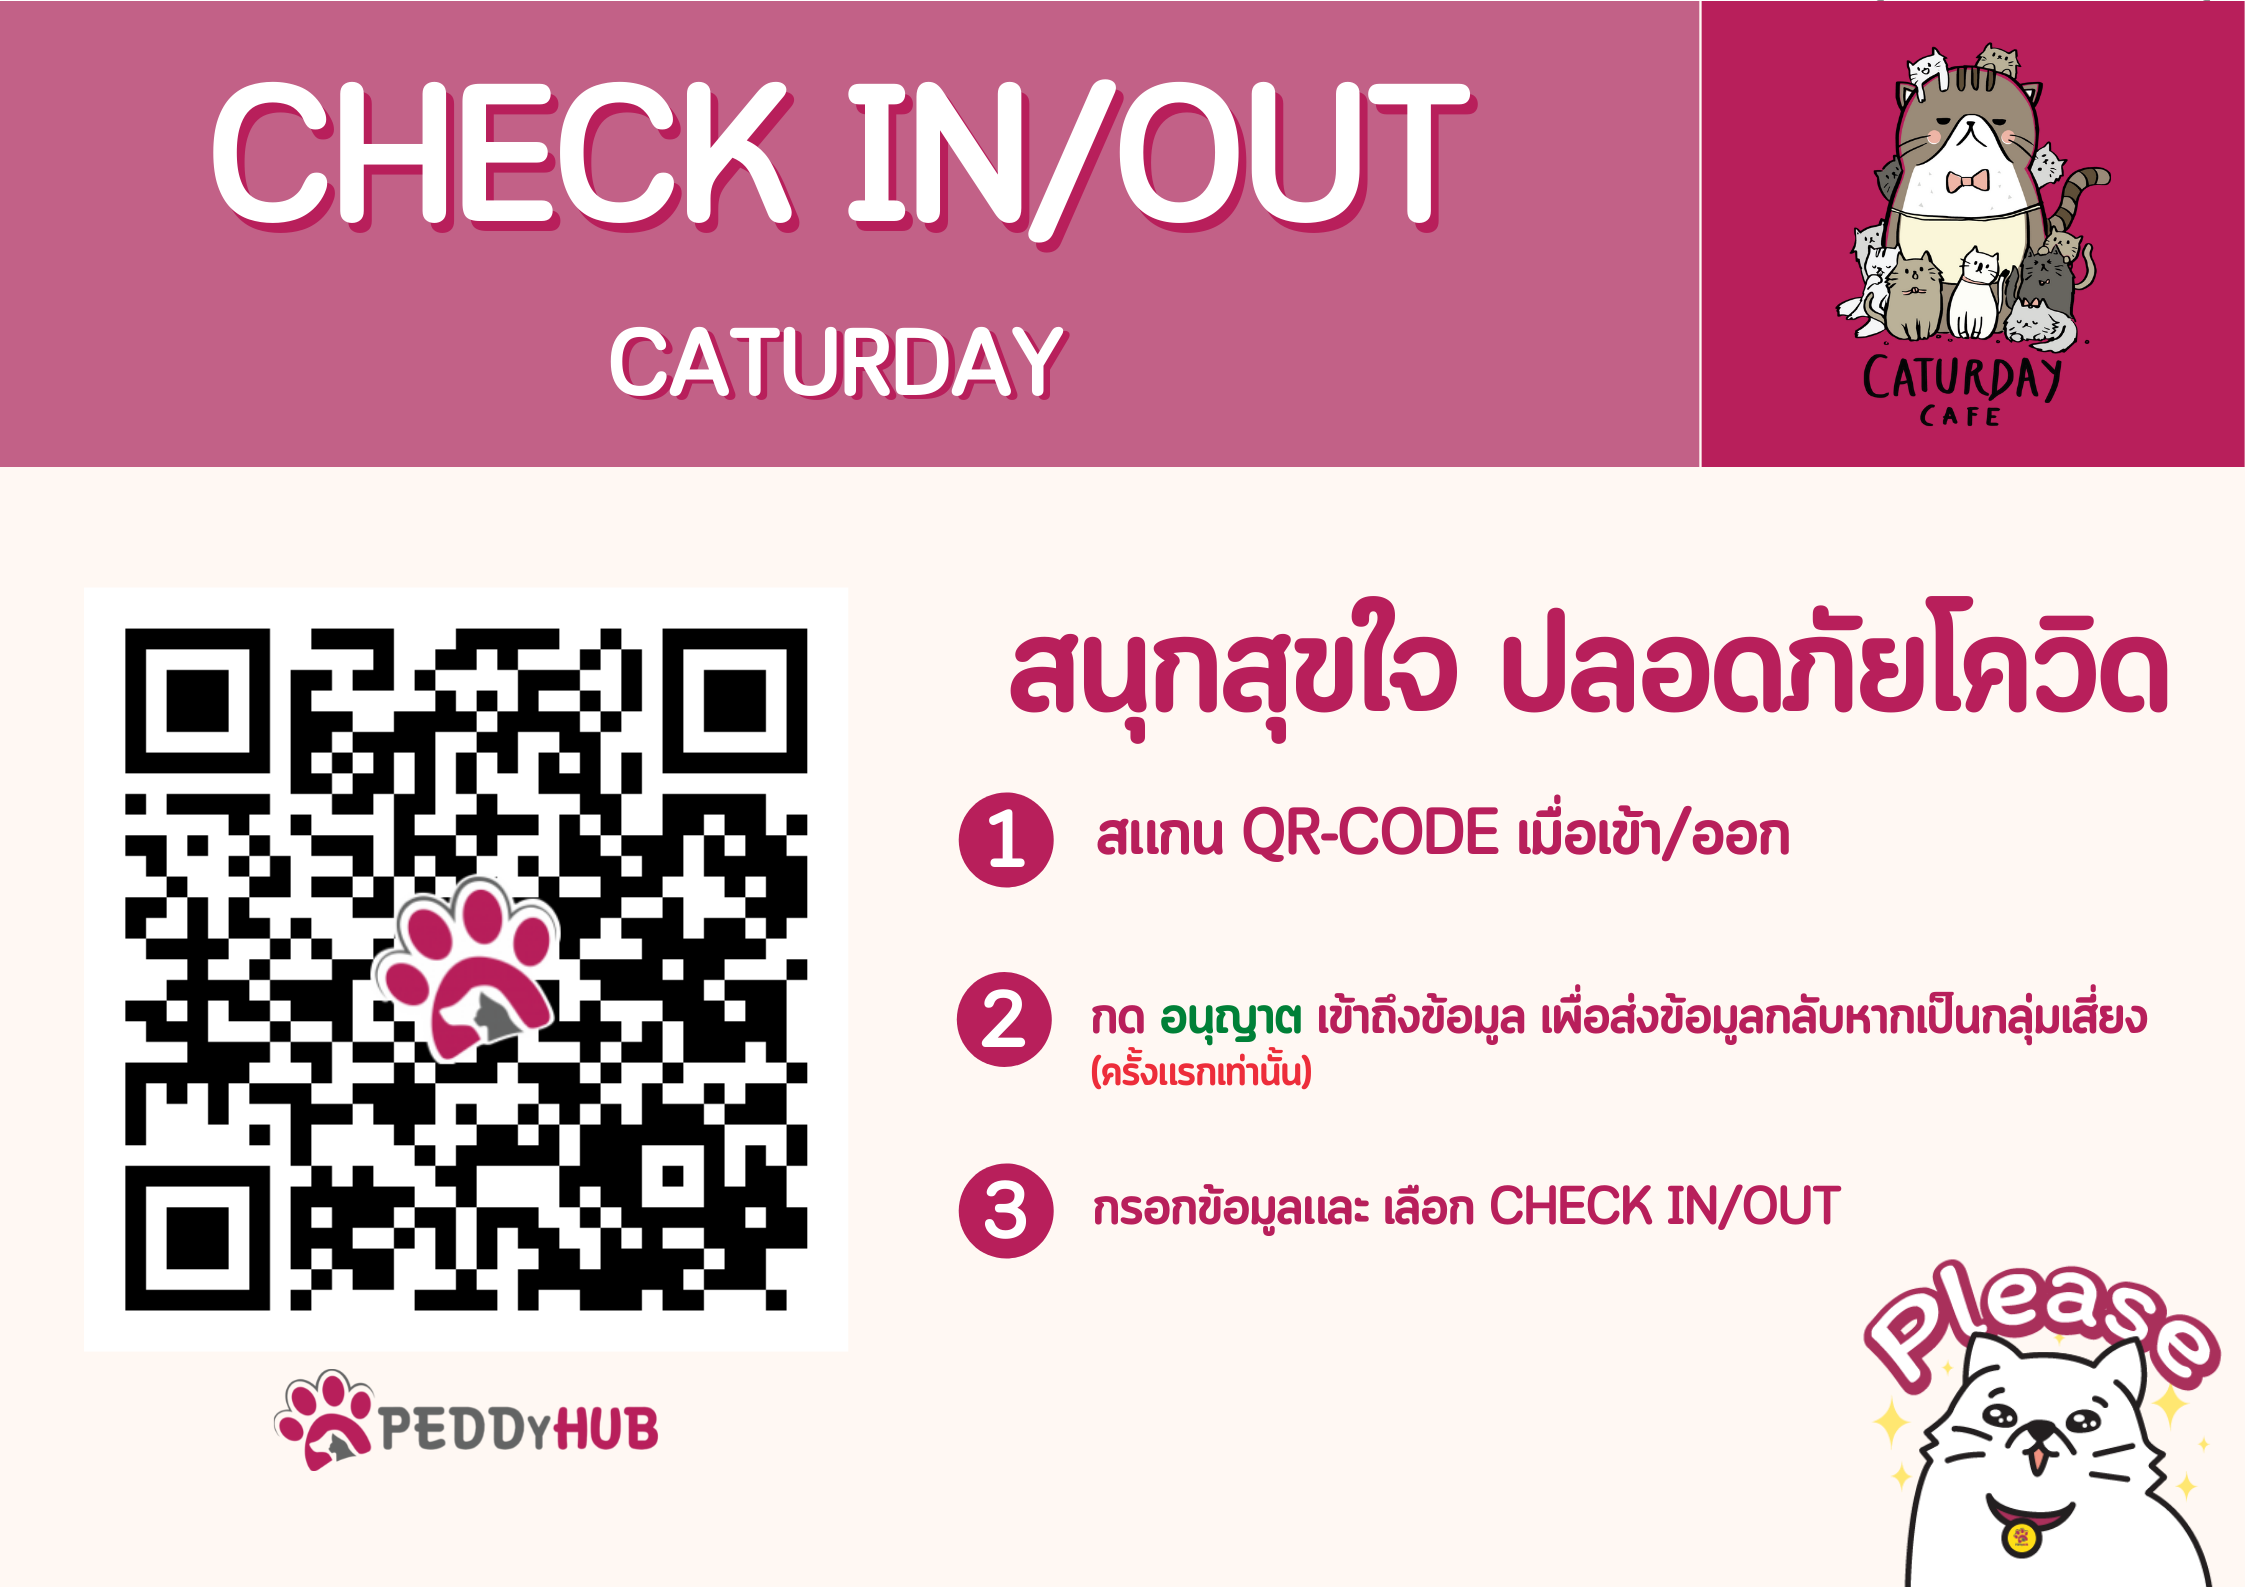 CHECK IN/OUT
CATURDAY
CATURDAY
CAFE
สนุกสุขใจ ปลอดภัยโควิด
1 สแกน QR-CODE เมื่อเข้า/ออก
2 กด อนุญาต เข้าถึงข้อมูล เพื่อส่งข้อมูลกลับหากเป็นกลุ่มเสี่ยง
(ครั้งแรกเท่านั้น)
3 กรอกข้อมูลและ เลือก CHECK IN/OUT
PEDDyHUB
Please